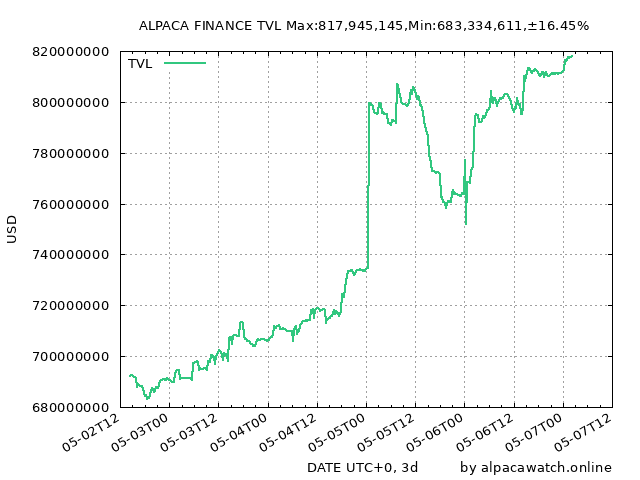 ALPACA FINANCE TVL Max:817,945,145,Min:683,334,611,±16.45%
TVL
820000000
800000000
780000000
760000000
740000000
720000000
700000000
680000000
USD
05-02T12
05-03T00
05-03T12
05-04T00
05-04T12
05-05T00
05-05T12
05-06T00
05-06T12
05-07T00
05-07T12
DATE UTC+0, 3d
by alpacawatch.online